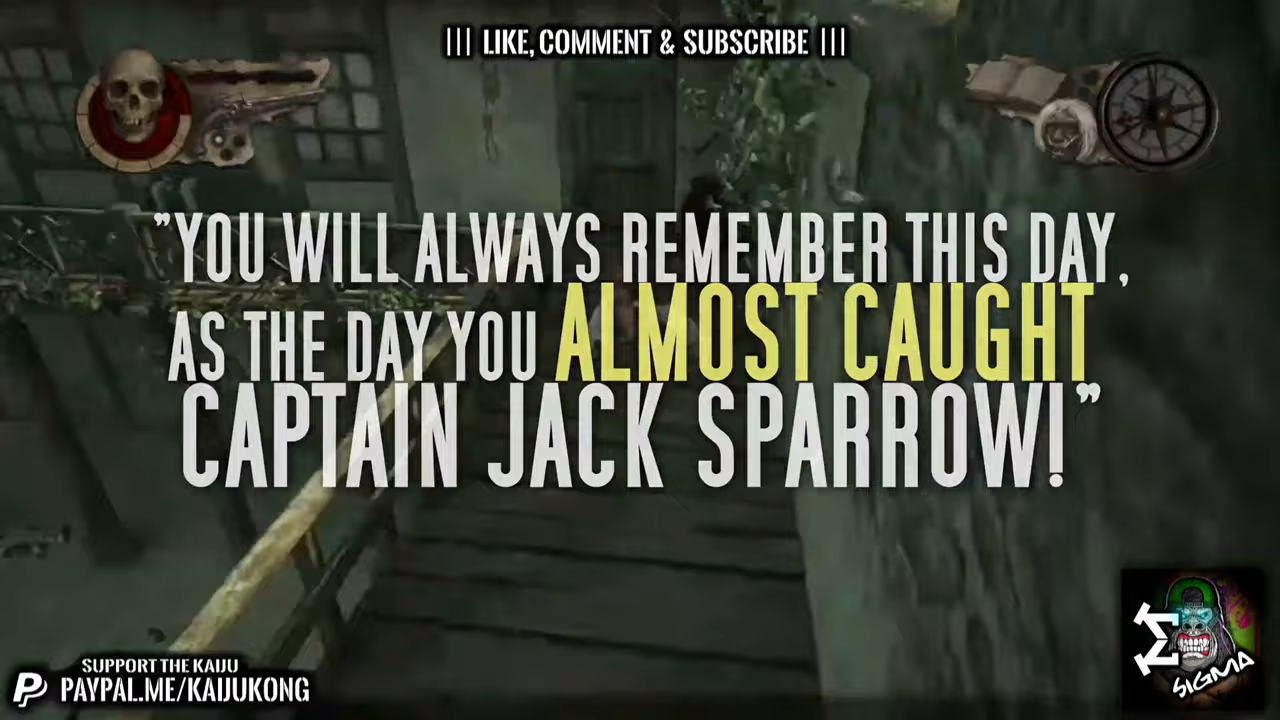 ||| LIKE, COMMENT & SUBSCRIBE |||
"YOU WILL ALWAYS REMEMBER THIS DAY,
AS THE DAY YOU ALMOST CAUGHT
CAPTAIN JACK SPARROW!"
SUPPORT THE KAIJU
PAYPAL.ME/KAIJUKONG
Σ
SIGMA